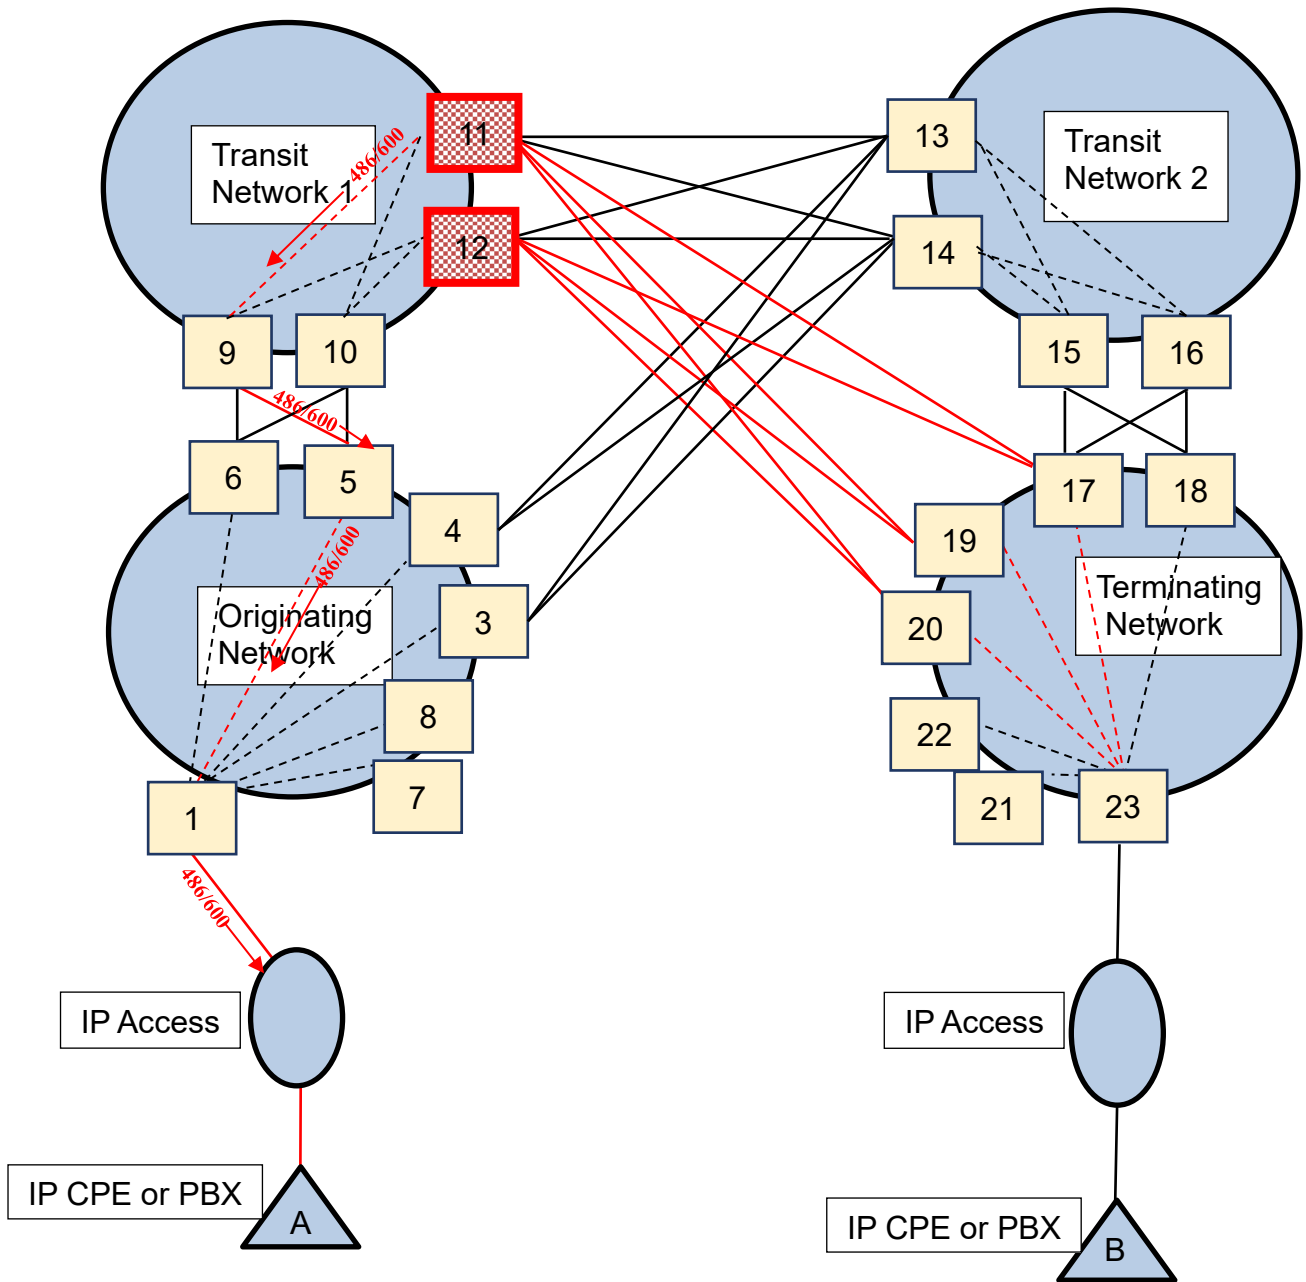 11
13
486/600
Transit
Network 1
Transit
Network 2
12
14
9
10
15
16
486/600
6
5
17
18
4
19
486/600
Originating
Network
3
20
Terminating
Network
8
22
7
21
1
23
486/600
IP Access
IP Access
IP CPE or PBX
A
IP CPE or PBX
B